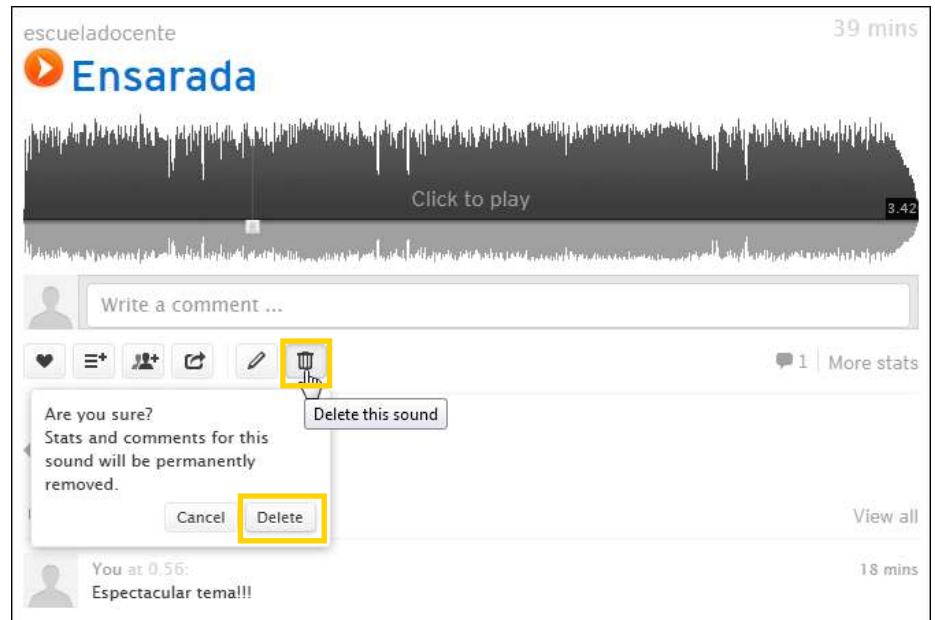 escueladocente
39 mins
Ensarada
Click to play
3.42
Write a comment ...
1
More stats
Delete this sound
Are you sure?
Stats and comments for this
sound will be permanently
removed.
Cancel
Delete
View all
You at 0.56:
18 mins
Espectacular tema!!!